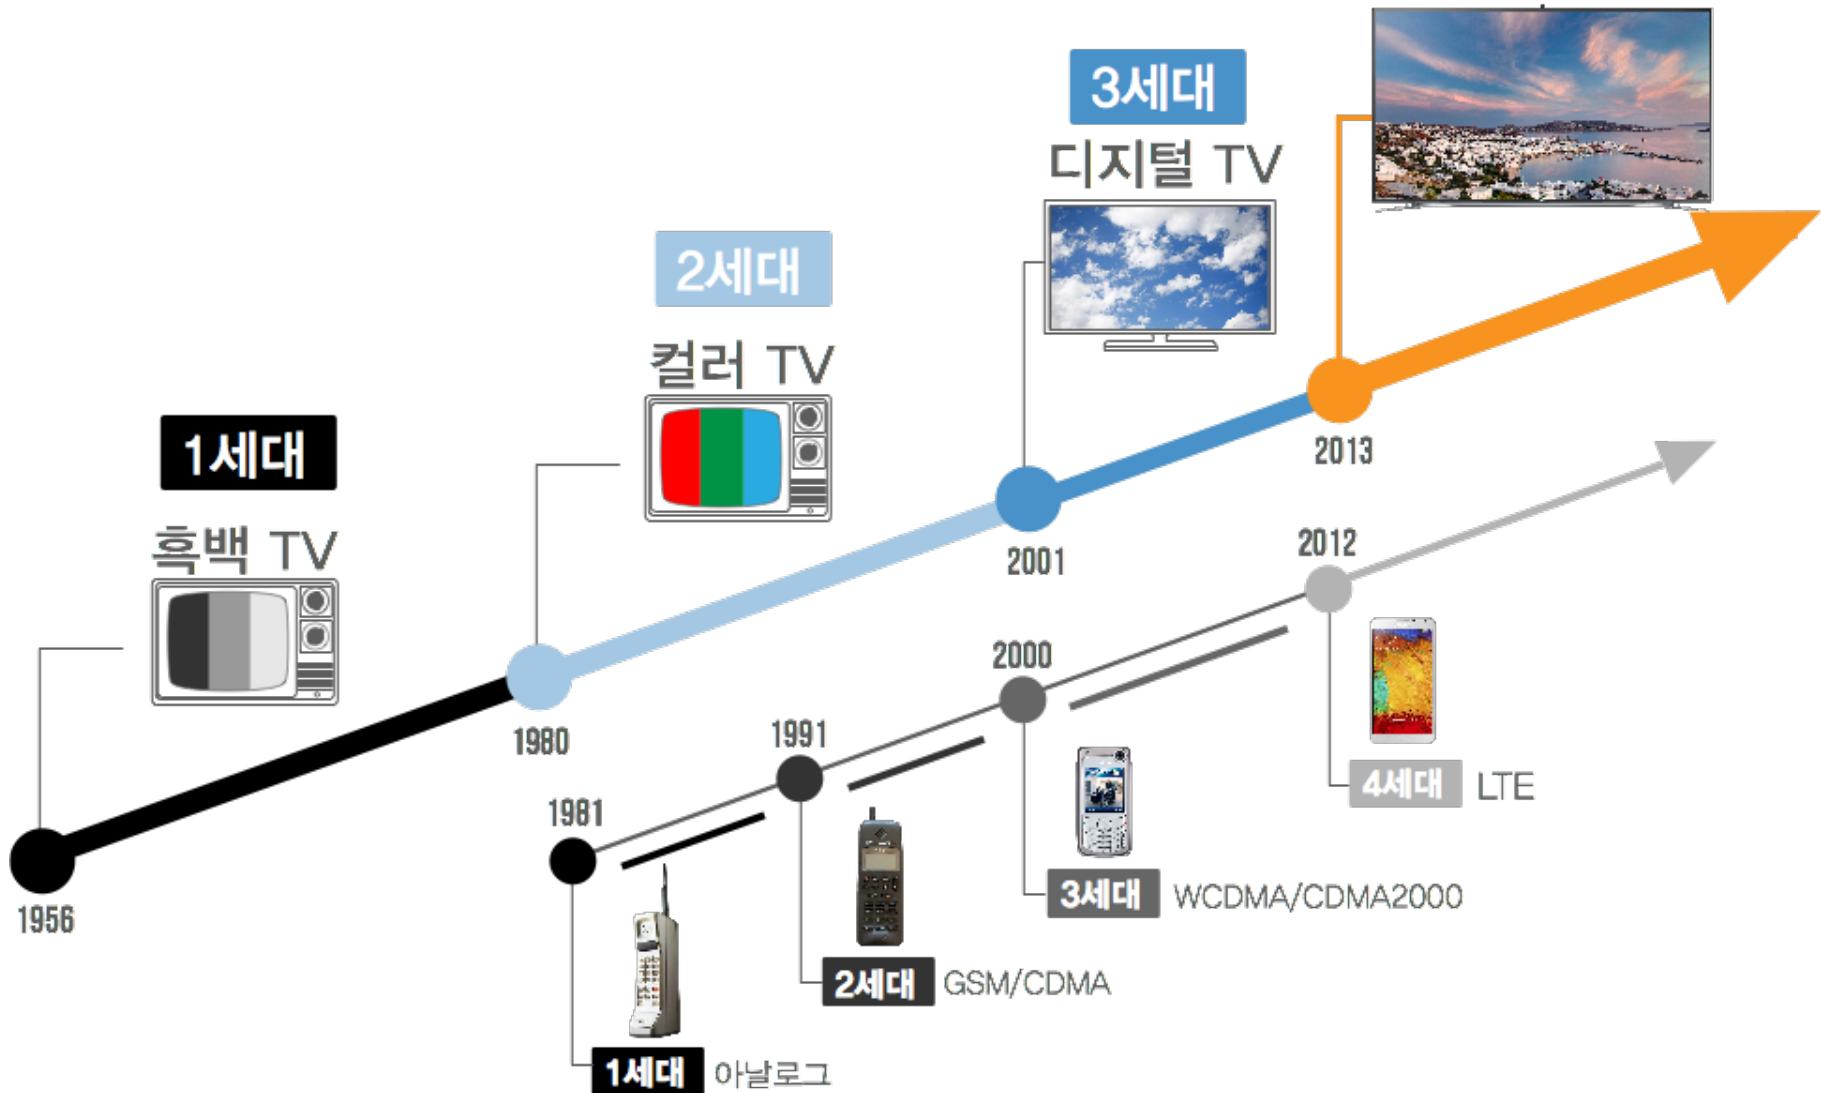 3세대
디지털 TV
2세대
컬러 TV
1세대
흑백 TV
2013
2001
2012
1980
2000
1991
1981
1956
4세대 LTE
3세대 WCDMA/CDMA2000
2세대 GSM/CDMA
1세대 아날로그